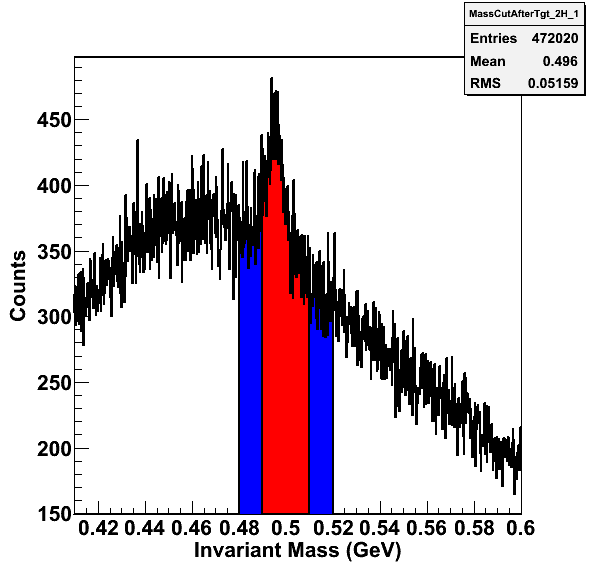 MassCutAfterTgt_2H_1
Entries 472020
Mean 0.496
RMS 0.05159
450
400
350
300
250
200
150
Counts
0.42 0.44 0.46 0.48 0.5 0.52 0.54 0.56 0.58 0.6
Invariant Mass (GeV)